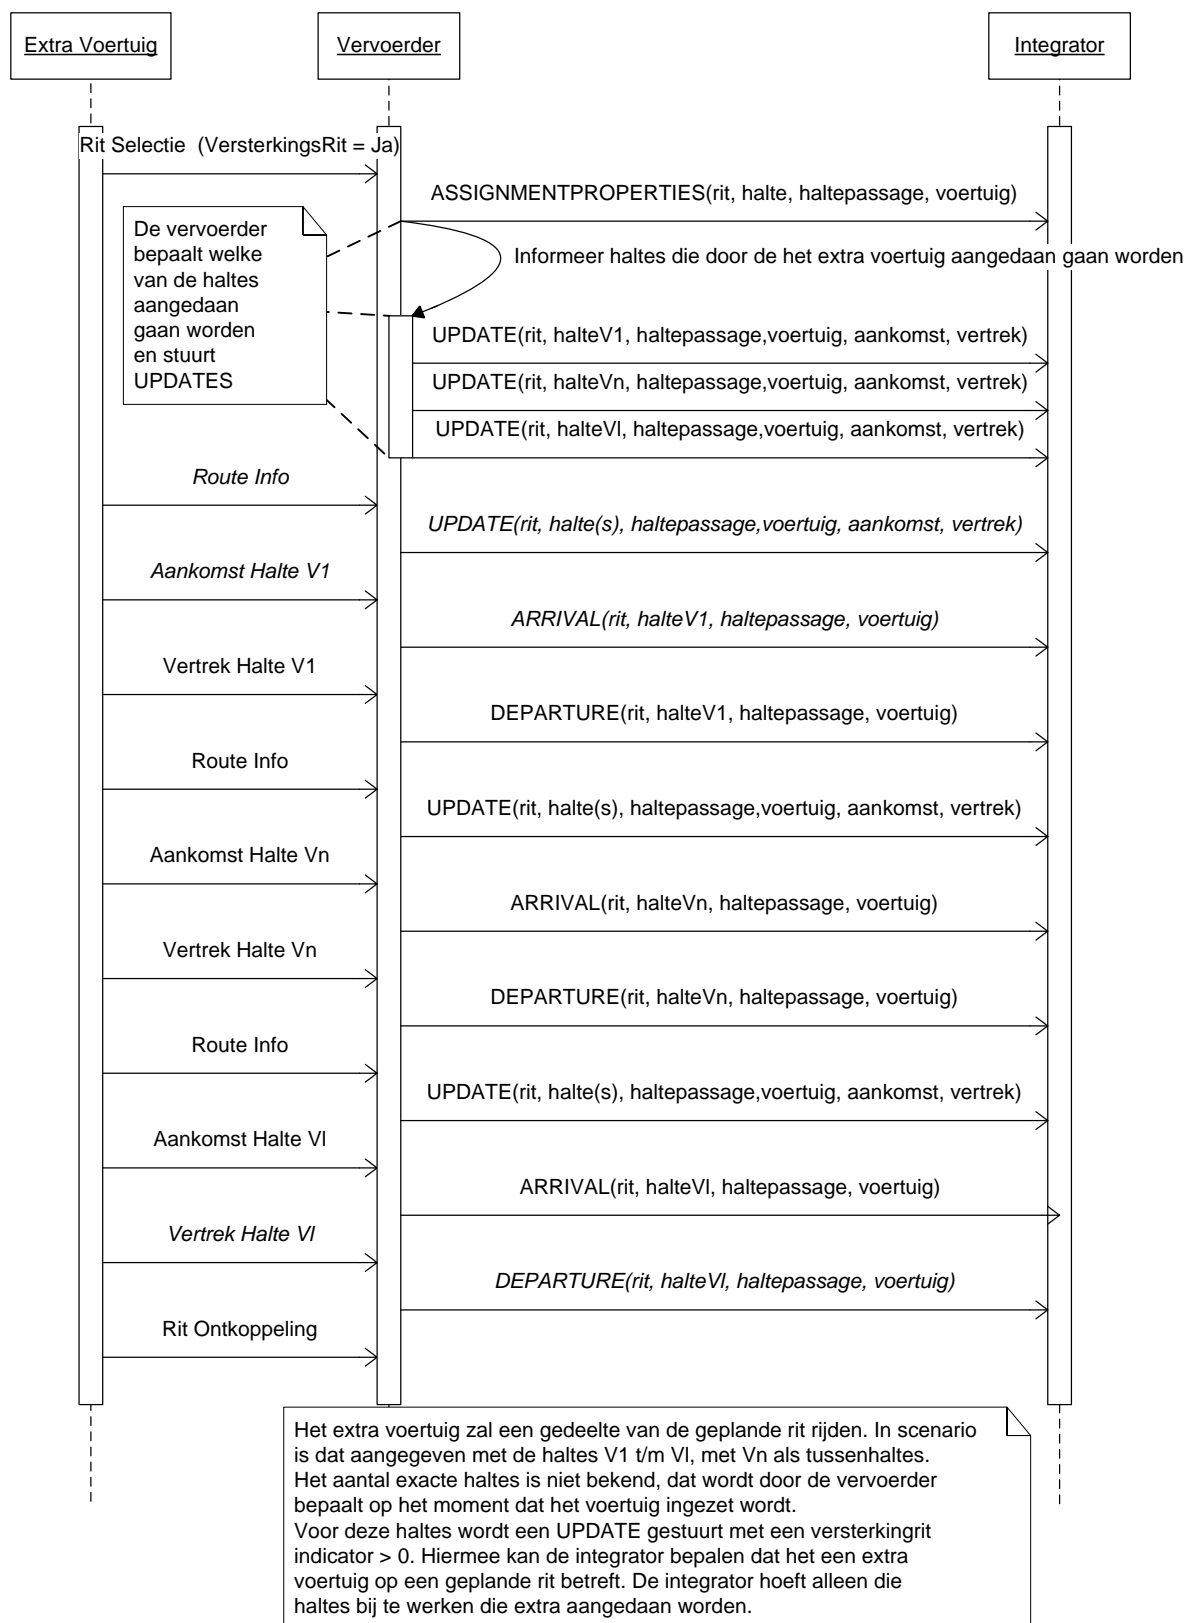 Extra Voertuig
Vervoerder
Integrator
Rit Selectie  (VersterkingsRit = Ja)
ASSIGNMENTPROPERTIES(rit, halte, haltepassage, voertuig)
De vervoerder
bepaalt welke
van de haltes
aangedaan
gaan worden
en stuurt
UPDATES
Informeer haltes die door de het extra voertuig aangedaan gaan worden
UPDATE(rit, halteV1, haltepassage,voertuig, aankomst, vertrek)
UPDATE(rit, halteVn, haltepassage,voertuig, aankomst, vertrek)
UPDATE(rit, halteVl, haltepassage,voertuig, aankomst, vertrek)
Route Info
UPDATE(rit, halte(s), haltepassage,voertuig, aankomst, vertrek)
Aankomst Halte V1
ARRIVAL(rit, halteV1, haltepassage, voertuig)
Vertrek Halte V1
DEPARTURE(rit, halteV1, haltepassage, voertuig)
Route Info
UPDATE(rit, halte(s), haltepassage,voertuig, aankomst, vertrek)
Aankomst Halte Vn
ARRIVAL(rit, halteVn, haltepassage, voertuig)
Vertrek Halte Vn
DEPARTURE(rit, halteVn, haltepassage, voertuig)
Route Info
UPDATE(rit, halte(s), haltepassage,voertuig, aankomst, vertrek)
Aankomst Halte Vl
ARRIVAL(rit, halteVl, haltepassage, voertuig)
Vertrek Halte Vl
DEPARTURE(rit, halteVl, haltepassage, voertuig)
Rit Ontkoppeling
Het extra voertuig zal een gedeelte van de geplande rit rijden. In scenario
is dat aangegeven met de haltes V1 t/m Vl, met Vn als tussenhaltes.
Het aantal exacte haltes is niet bekend, dat wordt door de vervoerder
bepaalt op het moment dat het voertuig ingezet wordt.
Voor deze haltes wordt een UPDATE gestuurt met een versterkingrit
indicator > 0. Hiermee kan de integrator bepalen dat het een extra
voertuig op een geplande rit betreft. De integrator hoeft alleen die
haltes bij te werken die extra aangedaan worden.